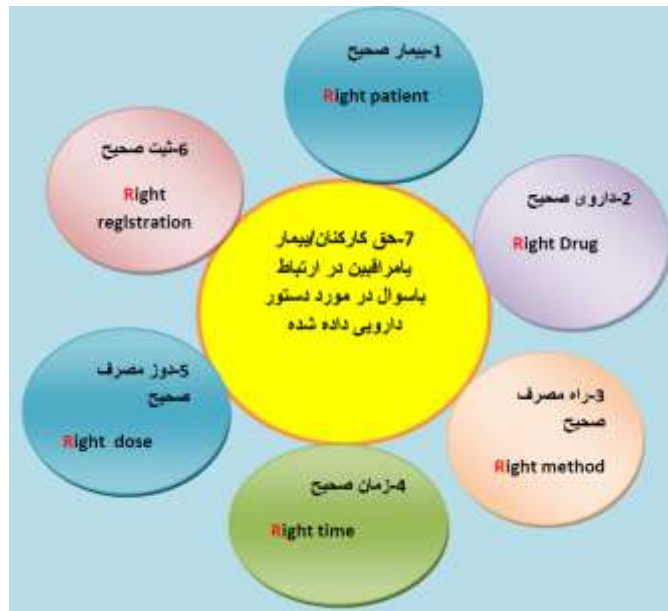 1-بیمار صحیح
Right patient
2-داروی صحیح
Right Drug
3-راه مصرف
صحیح
Right method
4-زمان صحیح
Right time
5-دوز مصرف
صحیح
Right dose
6-ثبت صحیح
Right
registration
7-حق کارکنان/بیمار
یامراقبین در ارتباط
باسوال در مورد دستور
دارویی داده شده